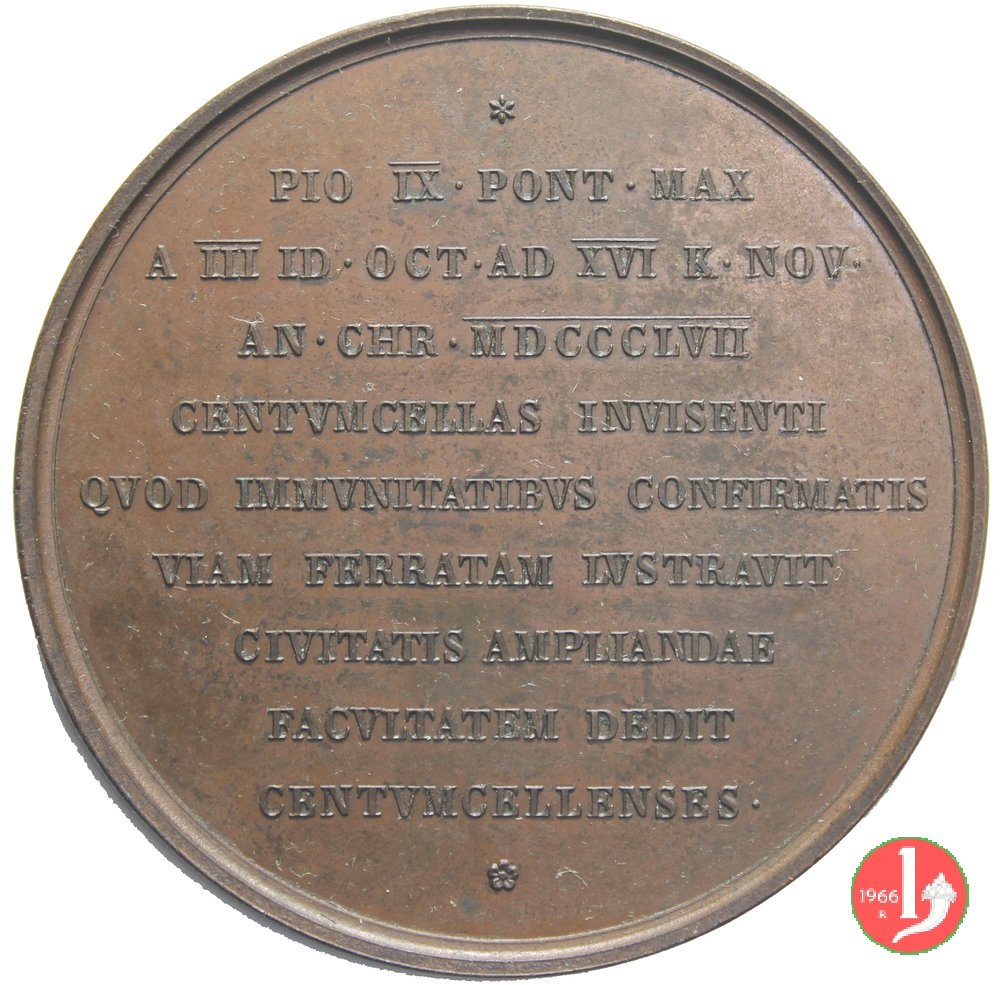 PIO IX · PONT · MAX
A III ID · OCT · AD XVI K · NOV ·
AN · CHR · MDCCCLVII
CENTVMCELLAS INVISENTI
QVOD IMMVNITATIBVS CONFIRMATIS
VIAM FERRATAM LVSTRAVIT
CIVITATIS AMPLIANDAE
FACVLTATEM DEDIT
CENTVMCELLENSES ·
1966
R